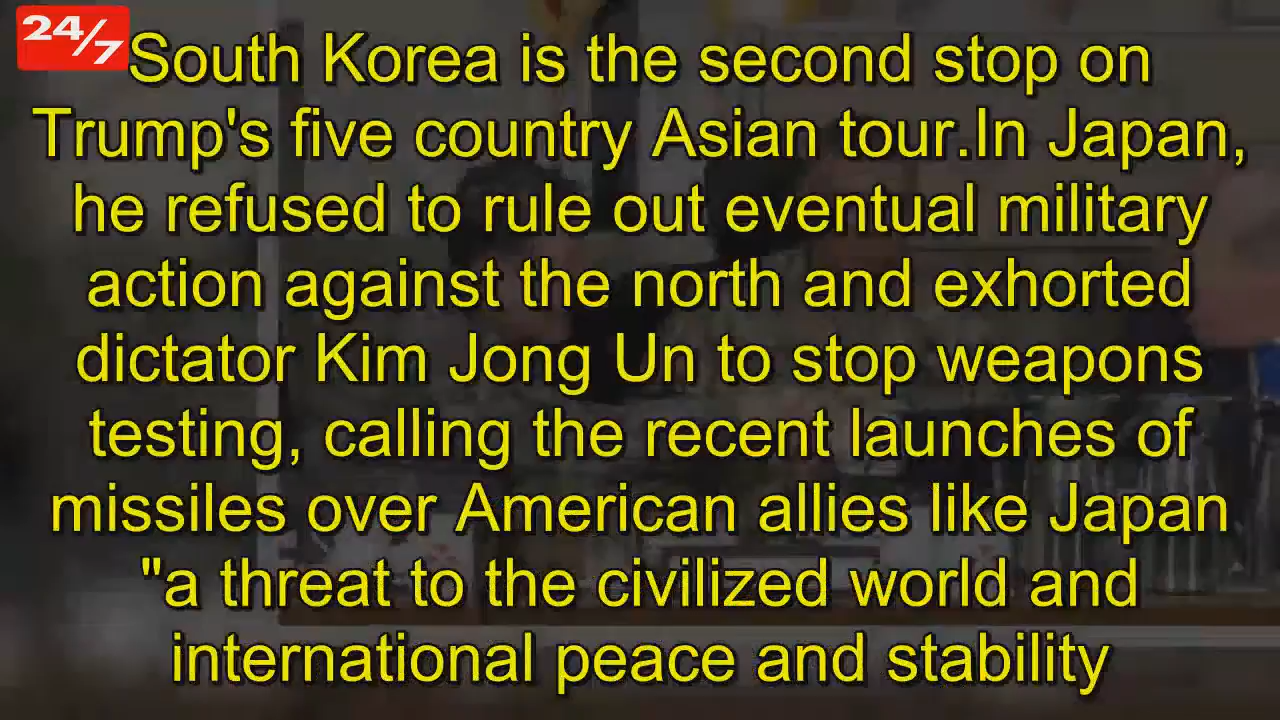 24/7
South Korea is the second stop on
Trump's five country Asian tour.In Japan,
he refused to rule out eventual military
action against the north and exhorted
dictator Kim Jong Un to stop weapons
testing, calling the recent launches of
missiles over American allies like Japan
"a threat to the civilized world and
international peace and stability